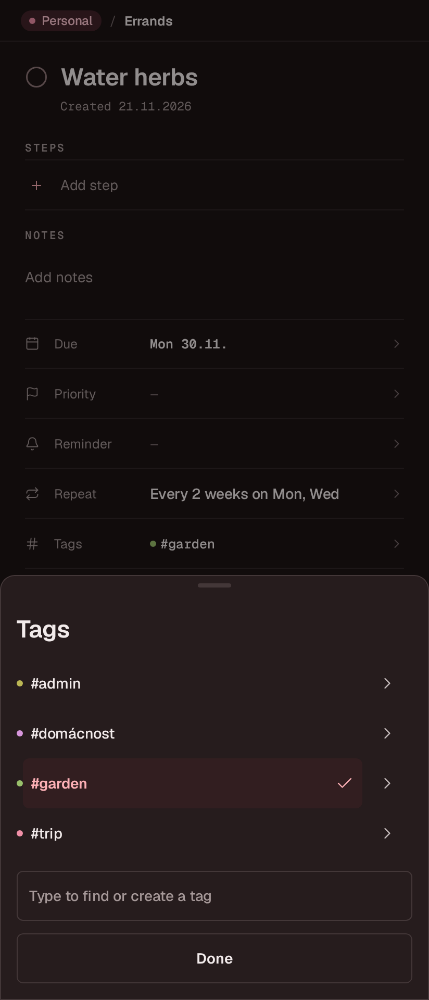 Personal / Errands
Water herbs
Created 21.11.2026
STEPS
+ Add step
NOTES
Add notes
Due Mon 30.11.
Priority —
Reminder —
Repeat Every 2 weeks on Mon, Wed
Tags #garden
Tags
#admin
#domácnost
#garden
#trip
Type to find or create a tag
Done